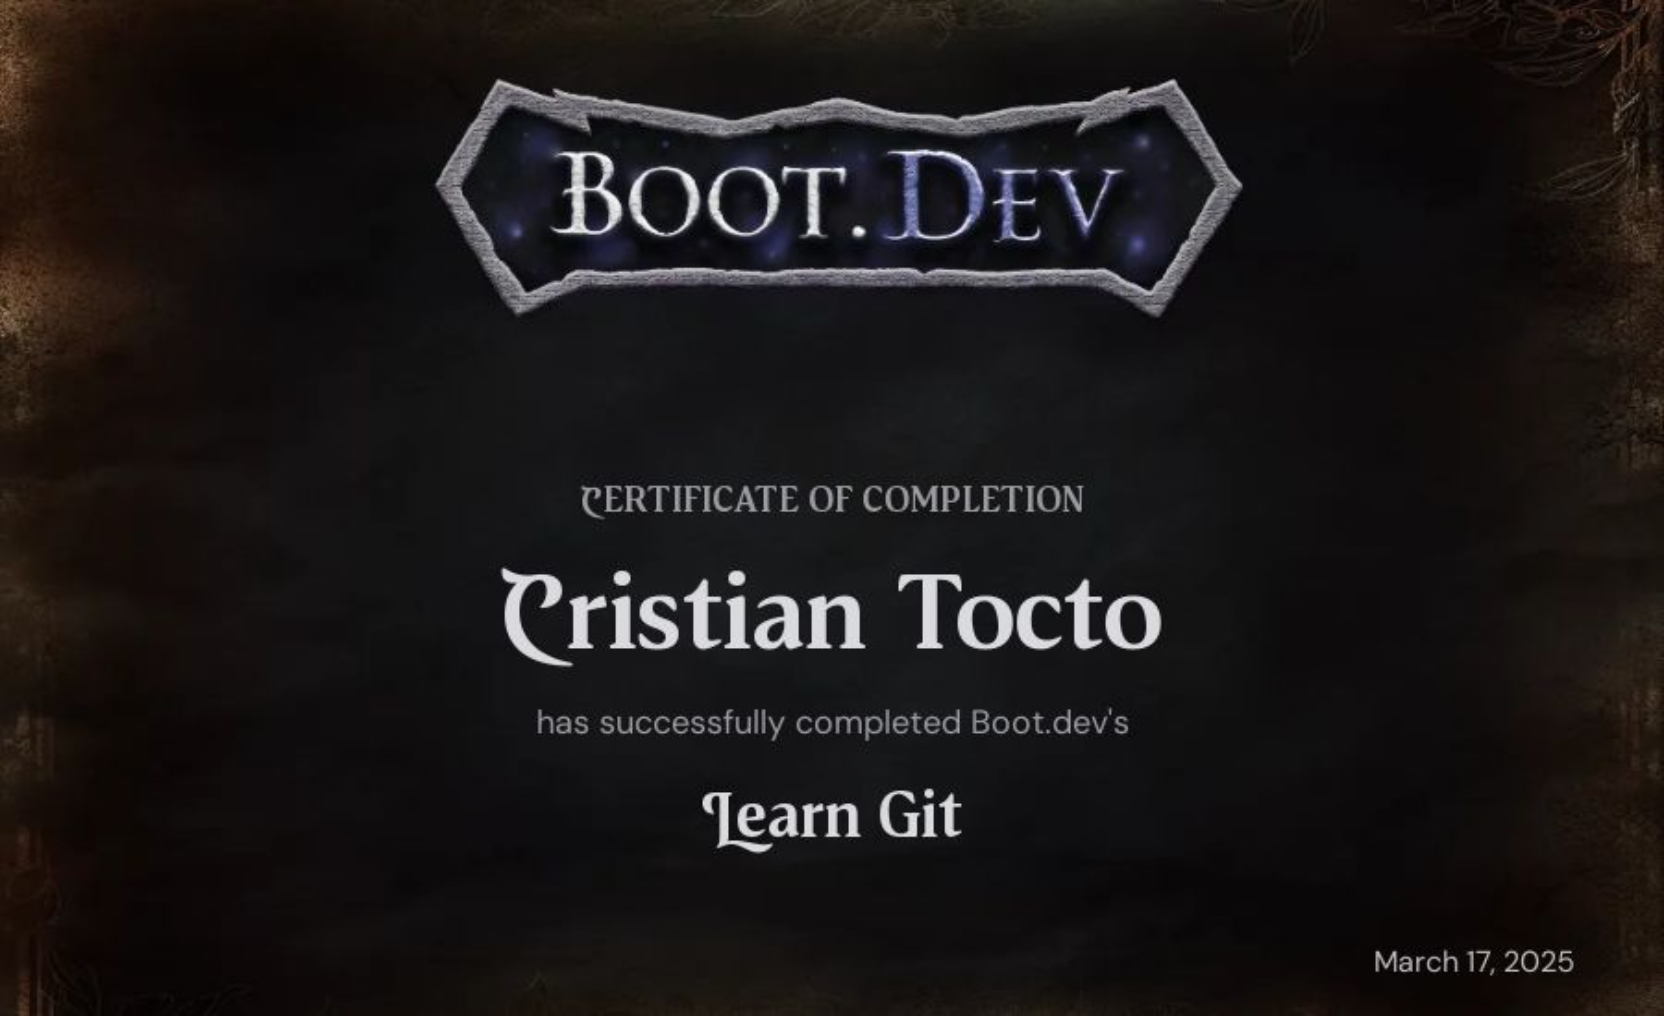 BOOT.DEV
CERTIFICATE OF COMPLETION
Cristian Tocto
has successfully completed Boot.dev's
Learn Git
March 17, 2025